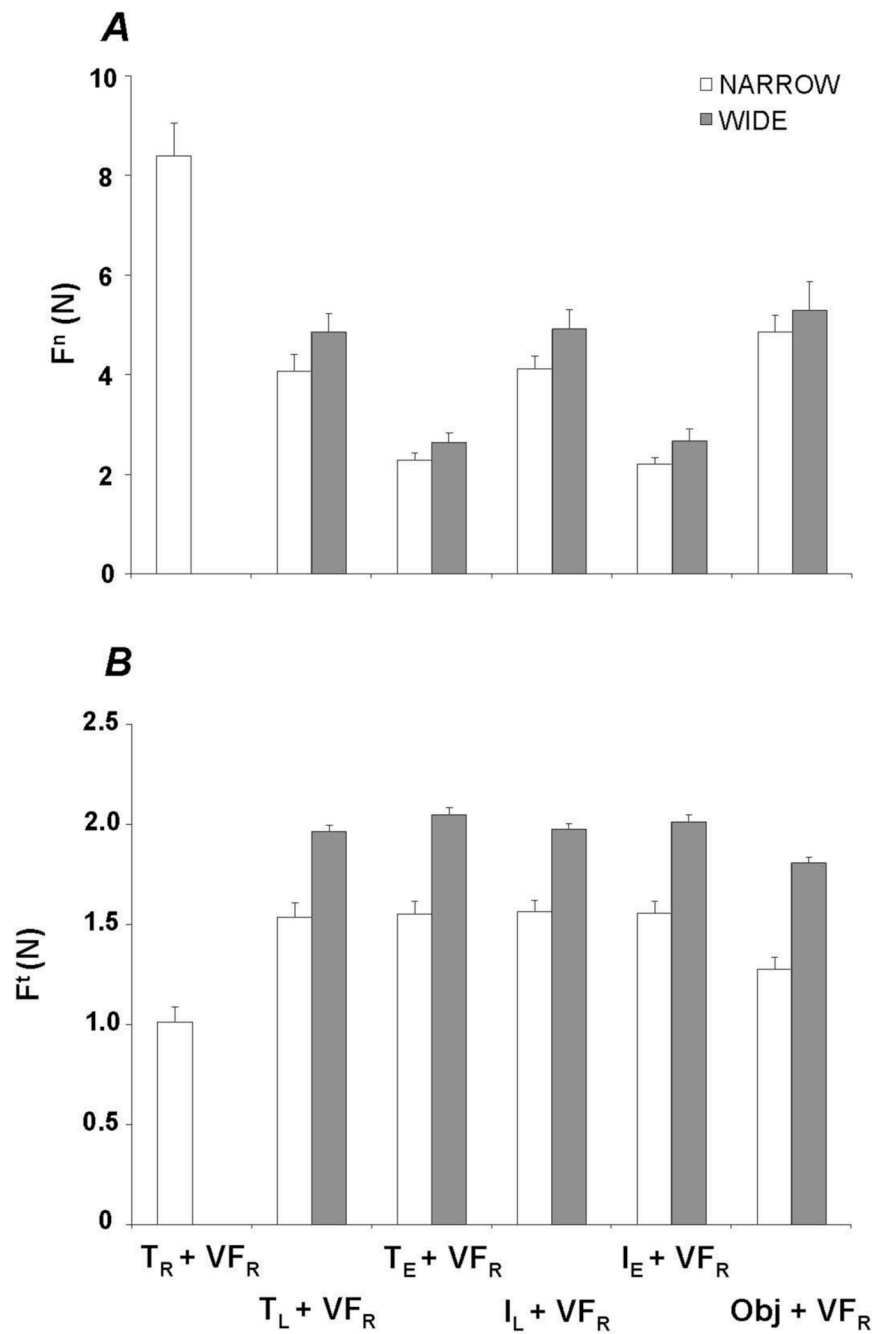 A
10
8
6
4
2
0
Fⁿ (N)
NARROW
WIDE
B
2.5
2.0
1.5
1.0
0.5
0
Fᵗ (N)
T_R + VF_R
T_E + VF_R
I_E + VF_R
T_L + VF_R
I_L + VF_R
Obj + VF_R